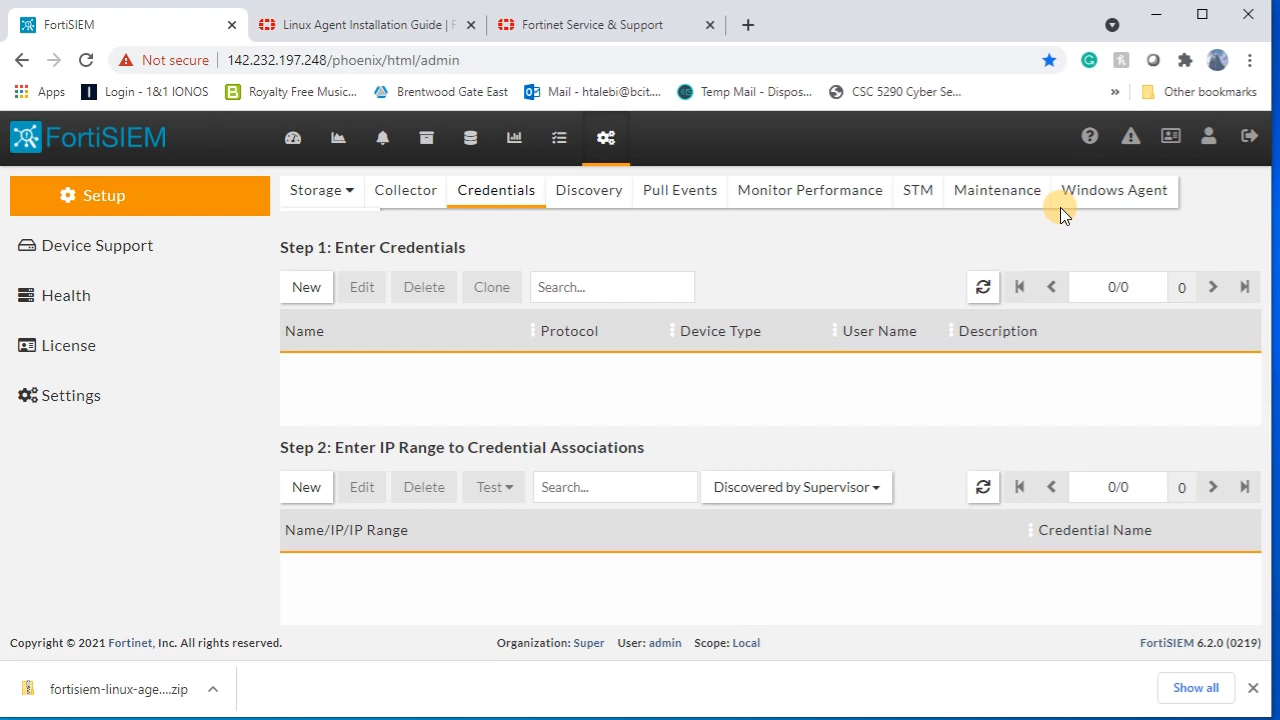 FortiSIEM
Linux Agent Installation Guide | F
Fortinet Service & Support
Not secure
142.232.197.248/phoenix/html/admin
Apps
Login - 1&1 IONOS
Royalty Free Music...
Brentwood Gate East
Mail - htalebi@bcit....
Temp Mail - Dispos...
CSC 5290 Cyber Se...
»
Other bookmarks
FortiSIEM
Setup
Device Support
Health
License
Settings
Storage
Collector
Credentials
Discovery
Pull Events
Monitor Performance
STM
Maintenance
Windows Agent
Step 1: Enter Credentials
New
Edit
Delete
Clone
Search...
0/0
0
Name
Protocol
Device Type
User Name
Description
Step 2: Enter IP Range to Credential Associations
New
Edit
Delete
Test
Search...
Discovered by Supervisor
0/0
0
Name/IP/IP Range
Credential Name
Copyright © 2021 Fortinet, Inc. All rights reserved.
Organization: Super User: admin Scope: Local
FortiSIEM 6.2.0 (0219)
fortisiem-linux-age....zip
Show all